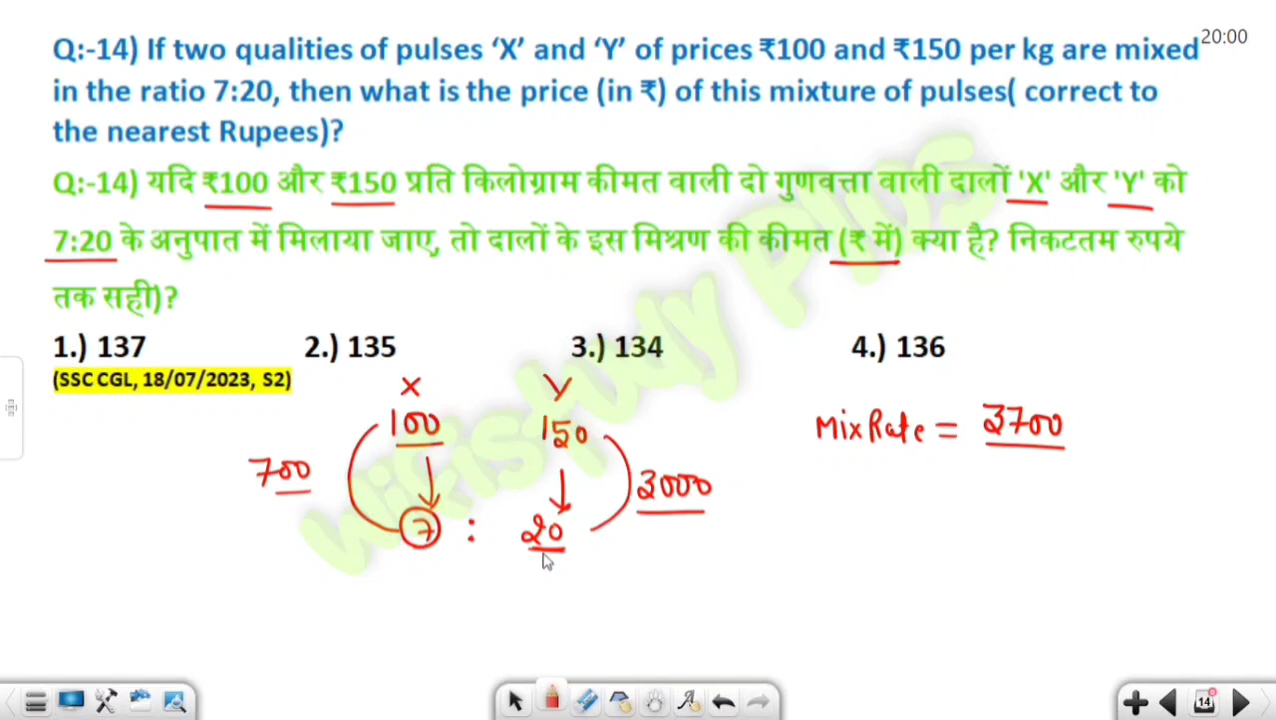 20:00
Q:-14) If two qualities of pulses ‘X’ and ‘Y’ of prices ₹100 and ₹150 per kg are mixed
in the ratio 7:20, then what is the price (in ₹) of this mixture of pulses( correct to
the nearest Rupees)?
Q:-14) यदि ₹100 और ₹150 प्रति किलोग्राम कीमत वाली दो गुणवत्ता वाली दालों 'X' और 'Y' को
7:20 के अनुपात में मिलाया जाए, तो दालों के इस मिश्रण की कीमत (₹ में) क्या है? निकटतम रुपये
तक सही)?
1.) 137 2.) 135 3.) 134 4.) 136
(SSC CGL, 18/07/2023, S2)
X Y
100 150 Mix Rate = 3700
700 3000
7 : 20
wifistudy Plus
14